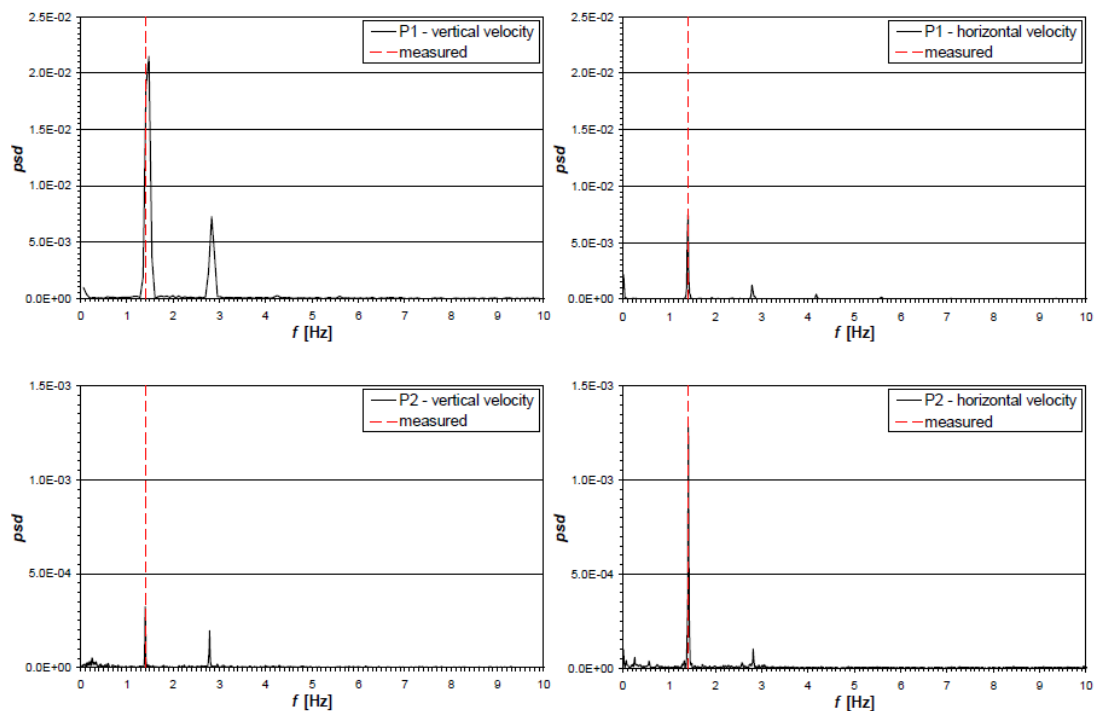 2.5E-02
P1 - vertical velocity
measured
2.0E-02
1.5E-02
psd
1.0E-02
5.0E-03
0.0E+00
0 1 2 3 4 5 6 7 8 9 10
f [Hz]
2.5E-02
P1 - horizontal velocity
measured
2.0E-02
1.5E-02
psd
1.0E-02
5.0E-03
0.0E+00
0 1 2 3 4 5 6 7 8 9 10
f [Hz]
1.5E-03
P2 - vertical velocity
measured
1.0E-03
psd
5.0E-04
0.0E+00
0 1 2 3 4 5 6 7 8 9 10
f [Hz]
1.5E-03
P2 - horizontal velocity
measured
1.0E-03
psd
5.0E-04
0.0E+00
0 1 2 3 4 5 6 7 8 9 10
f [Hz]